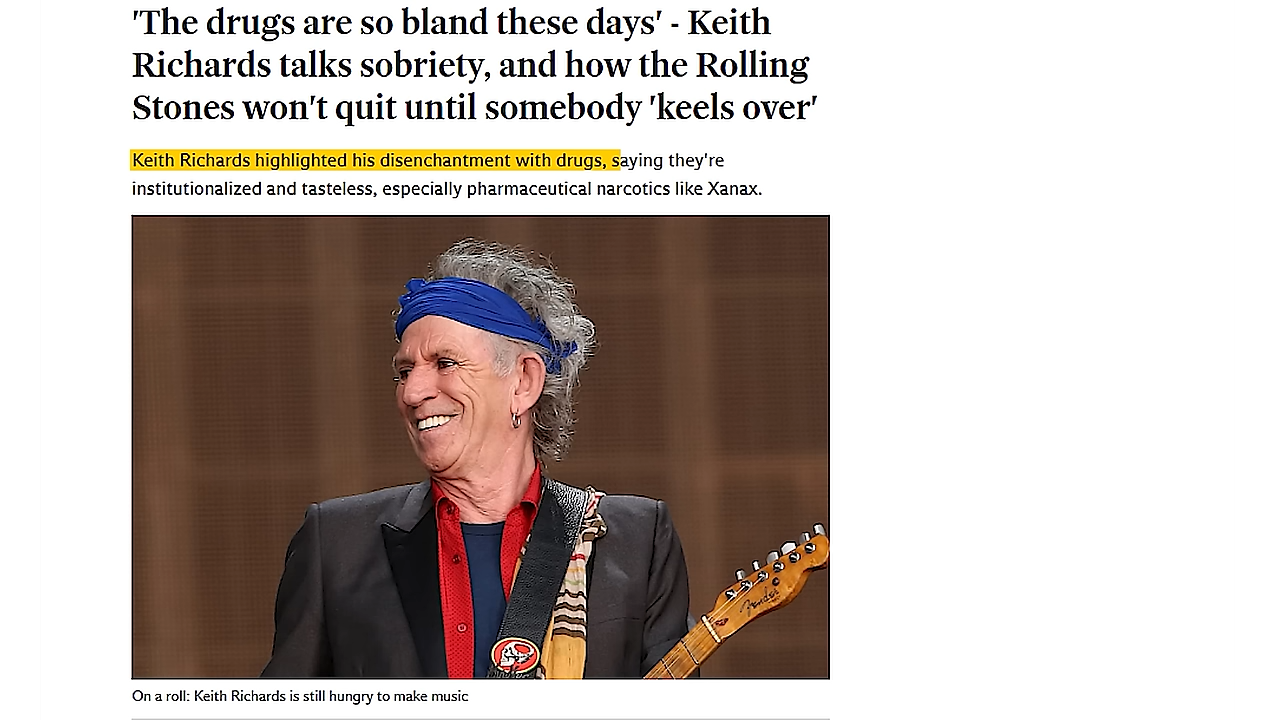 'The drugs are so bland these days' - Keith
Richards talks sobriety, and how the Rolling
Stones won't quit until somebody 'keels over'
Keith Richards highlighted his disenchantment with drugs, saying they're
institutionalized and tasteless, especially pharmaceutical narcotics like Xanax.
Fender
On a roll: Keith Richards is still hungry to make music